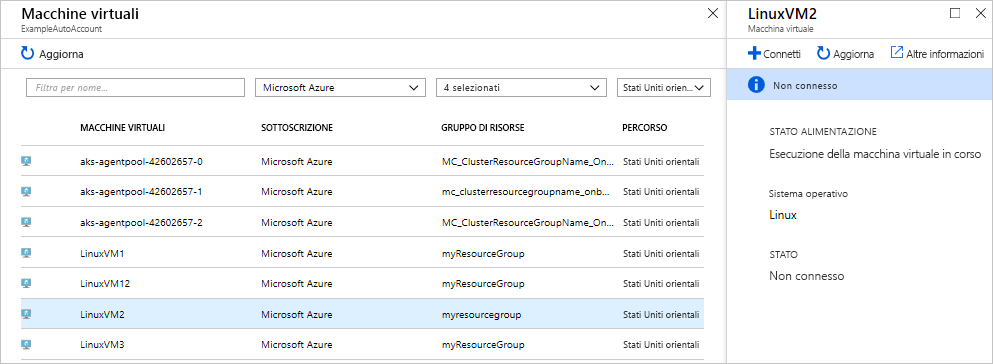 Macchine virtuali
ExampleAutoAccount
Aggiorna
Filtra per nome...
Microsoft Azure
4 selezionati
Stati Uniti orien...
MACCHINE VIRTUALI SOTTOSCRIZIONE GRUPPO DI RISORSE PERCORSO
aks-agentpool-42602657-0 Microsoft Azure MC_ClusterResourceGroupName_On... Stati Uniti orientali
aks-agentpool-42602657-1 Microsoft Azure mc_clusterresourcegroupname_onb... Stati Uniti orientali
aks-agentpool-42602657-2 Microsoft Azure MC_ClusterResourceGroupName_On... Stati Uniti orientali
LinuxVM1 Microsoft Azure myResourceGroup Stati Uniti orientali
LinuxVM12 Microsoft Azure myResourceGroup Stati Uniti orientali
LinuxVM2 Microsoft Azure myresourcegroup Stati Uniti orientali
LinuxVM3 Microsoft Azure myResourceGroup Stati Uniti orientali
LinuxVM2
Macchina virtuale
Connetti Aggiorna Altre informazioni
Non connesso
STATO ALIMENTAZIONE
Esecuzione della macchina virtuale in corso
Sistema operativo
Linux
STATO
Non connesso